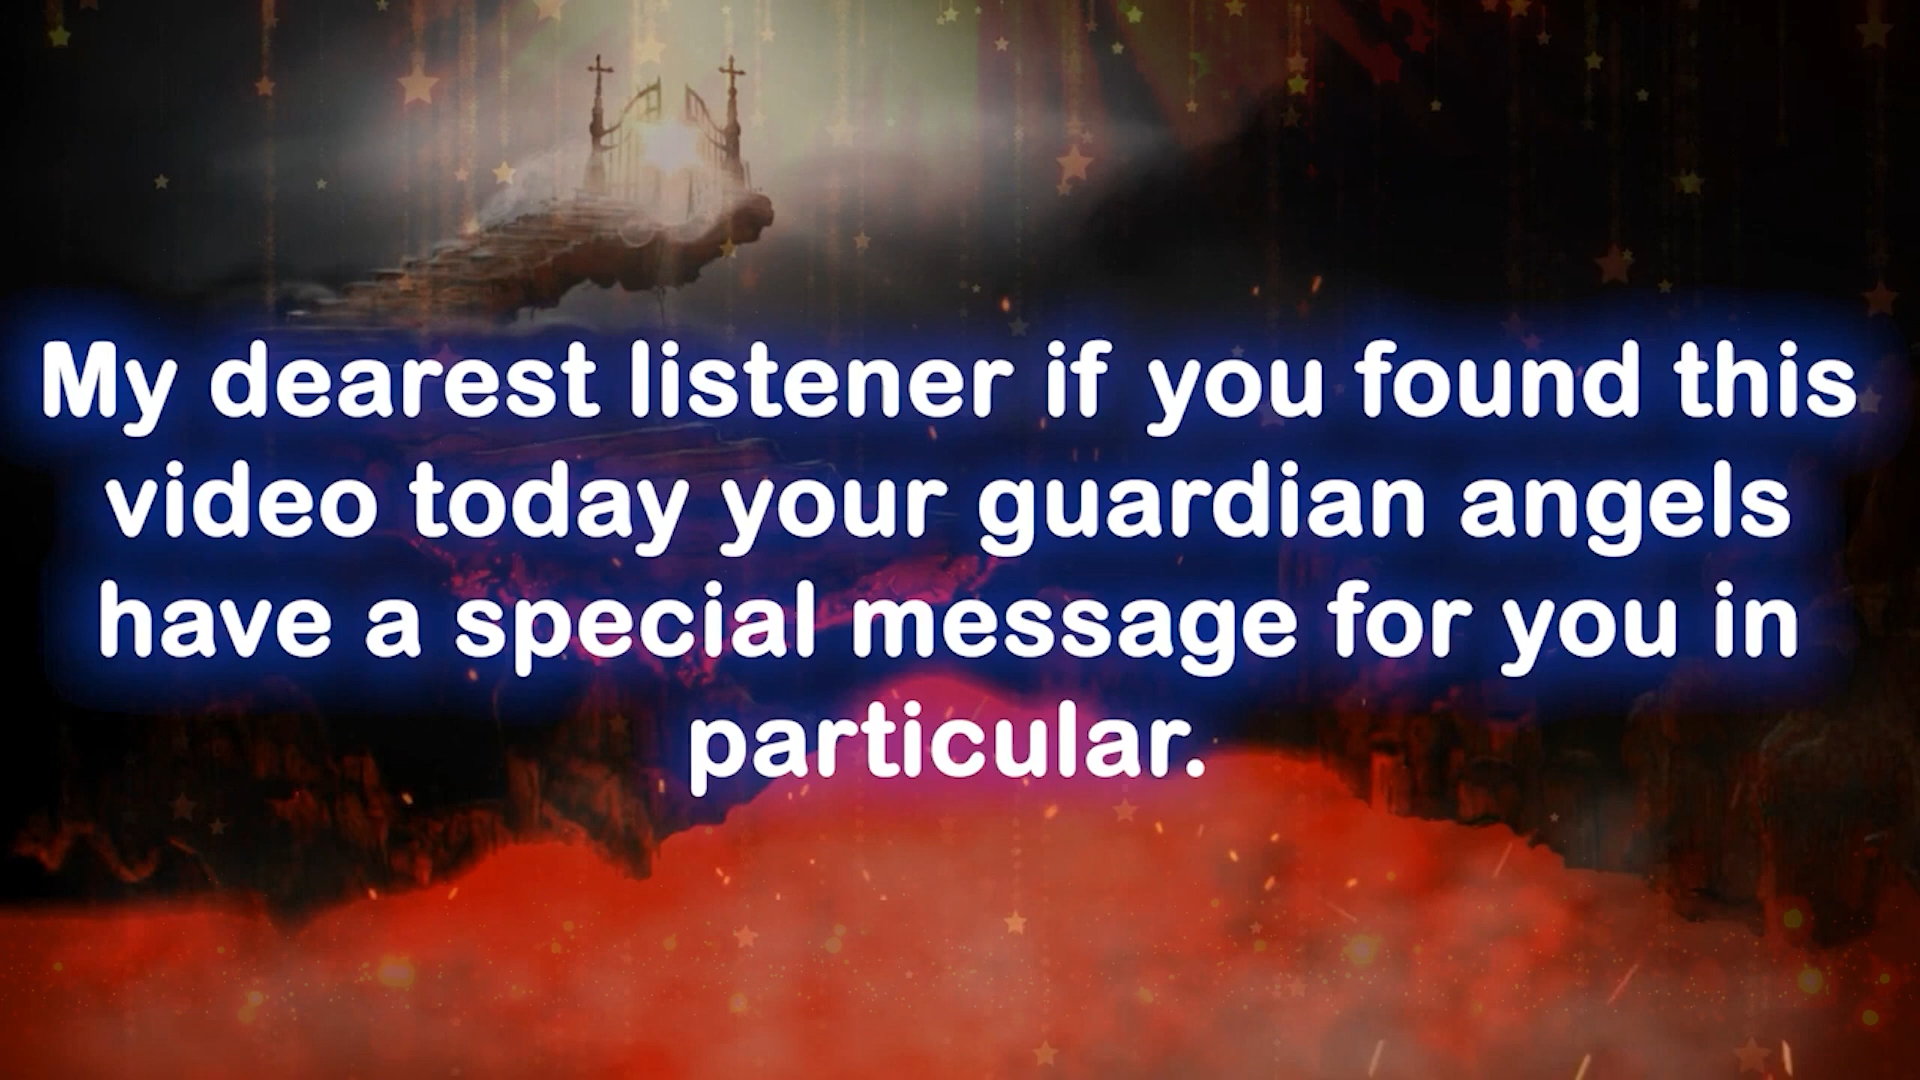 My dearest listener if you found this
video today your guardian angels
have a special message for you in
particular.